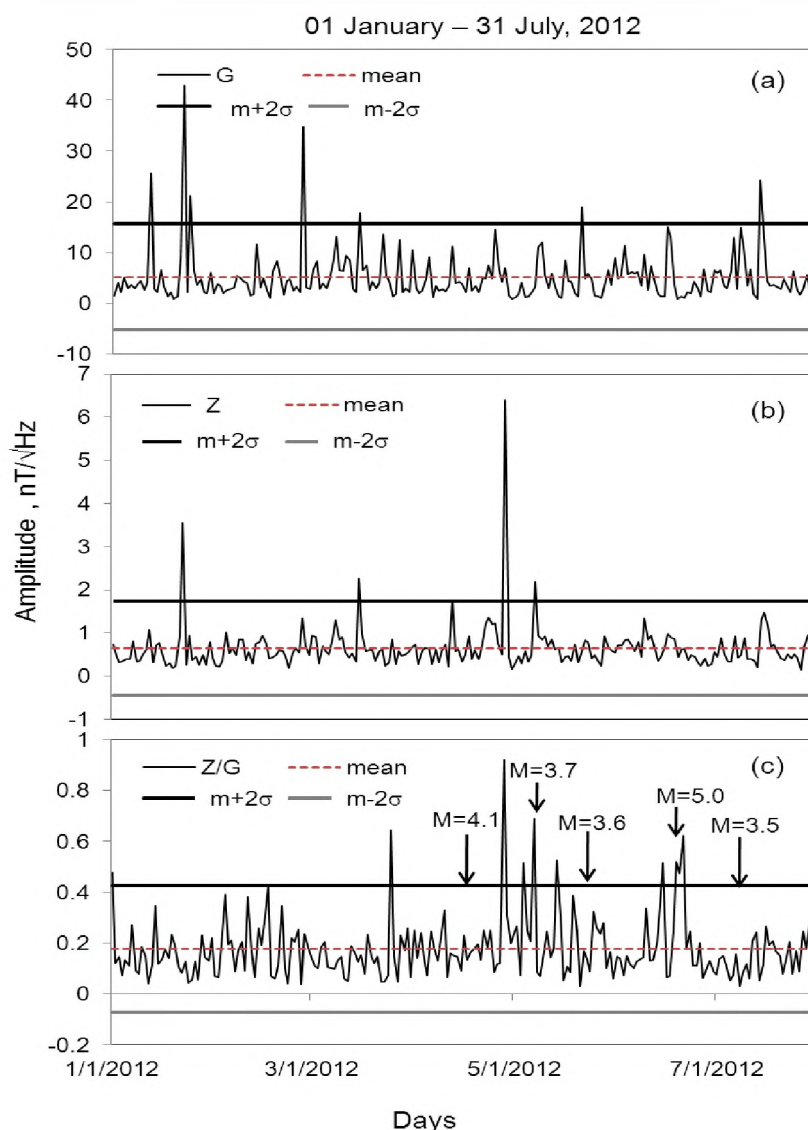 01 January – 31 July, 2012
50
40
30
20
10
0
-10
G
mean
m+2σ
m-2σ
(a)
7
6
5
4
3
2
1
0
-1
Z
mean
m+2σ
m-2σ
(b)
Amplitude , nT/√Hz
1
0.8
0.6
0.4
0.2
0
-0.2
Z/G
mean
m+2σ
m-2σ
(c)
M=4.1
M=3.7
M=3.6
M=5.0
M=3.5
1/1/2012
3/1/2012
5/1/2012
7/1/2012
Days